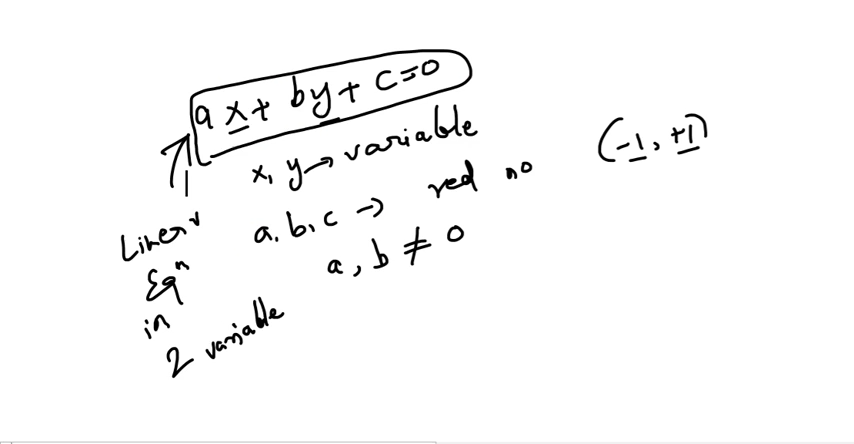 ax + by + c = 0
x, y → variable
(-1, +1)
a, b, c → real no
a, b ≠ 0
Linear
Eqⁿ
in
2 variable